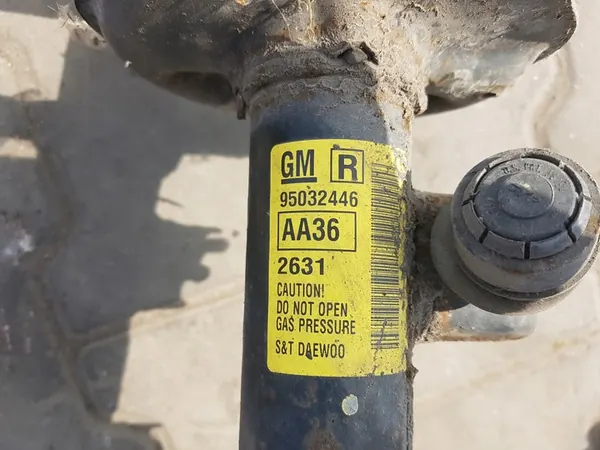 GM R
95032446
AA36
2631
CAUTION!
DO NOT OPEN
GAS PRESSURE
S&T DAEWOO